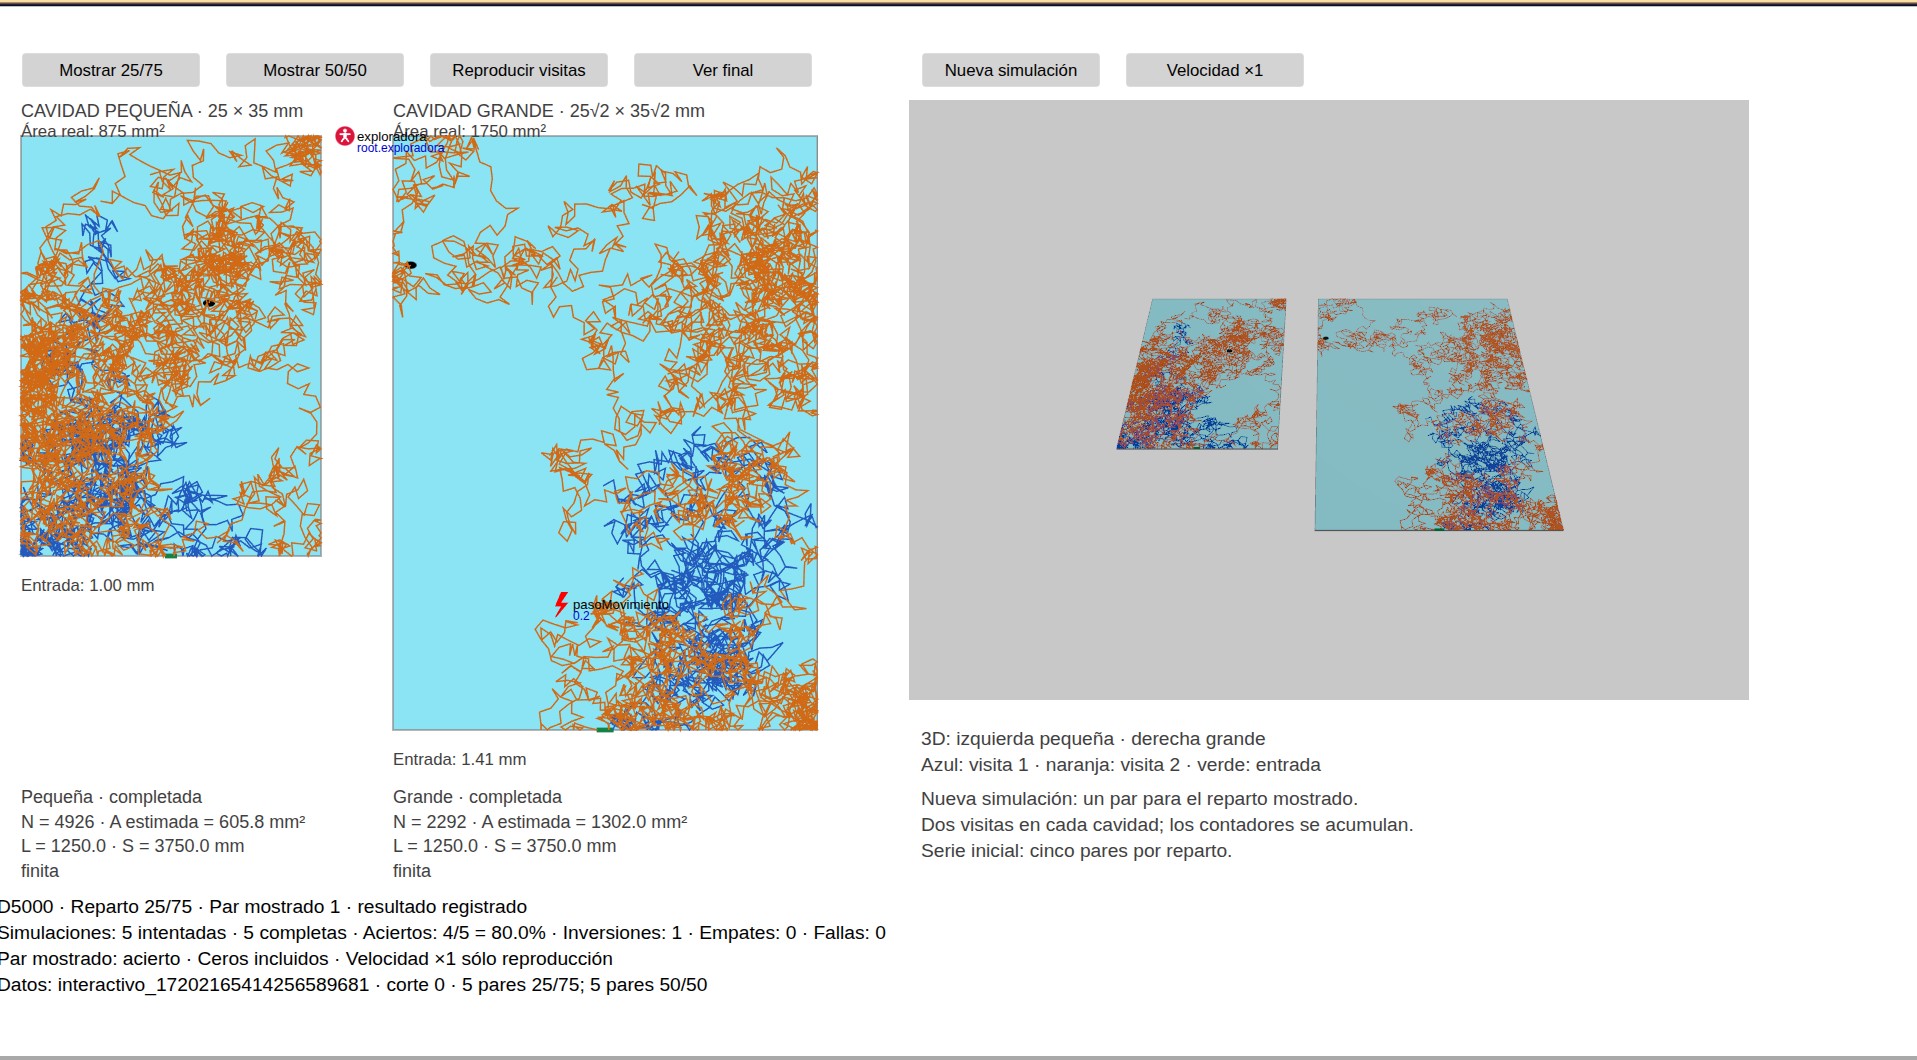 Mostrar 25/75
Mostrar 50/50
Reproducir visitas
Ver final
Nueva simulación
Velocidad ×1
CAVIDAD PEQUEÑA · 25 × 35 mm
Área real: 875 mm²
CAVIDAD GRANDE · 25√2 × 35√2 mm
Área real: 1750 mm²
exploradora
root.exploradora
pasoMovimiento
0.2
Entrada: 1.00 mm
Entrada: 1.41 mm
Pequeña · completada
N = 4926 · A estimada = 605.8 mm²
L = 1250.0 · S = 3750.0 mm
finita
Grande · completada
N = 2292 · A estimada = 1302.0 mm²
L = 1250.0 · S = 3750.0 mm
finita
3D: izquierda pequeña · derecha grande
Azul: visita 1 · naranja: visita 2 · verde: entrada
Nueva simulación: un par para el reparto mostrado.
Dos visitas en cada cavidad; los contadores se acumulan.
Serie inicial: cinco pares por reparto.
D5000 · Reparto 25/75 · Par mostrado 1 · resultado registrado
Simulaciones: 5 intentadas · 5 completas · Aciertos: 4/5 = 80.0% · Inversiones: 1 · Empates: 0 · Fallas: 0
Par mostrado: acierto · Ceros incluidos · Velocidad ×1 sólo reproducción
Datos: interactivo_17202165414256589681 · corte 0 · 5 pares 25/75; 5 pares 50/50